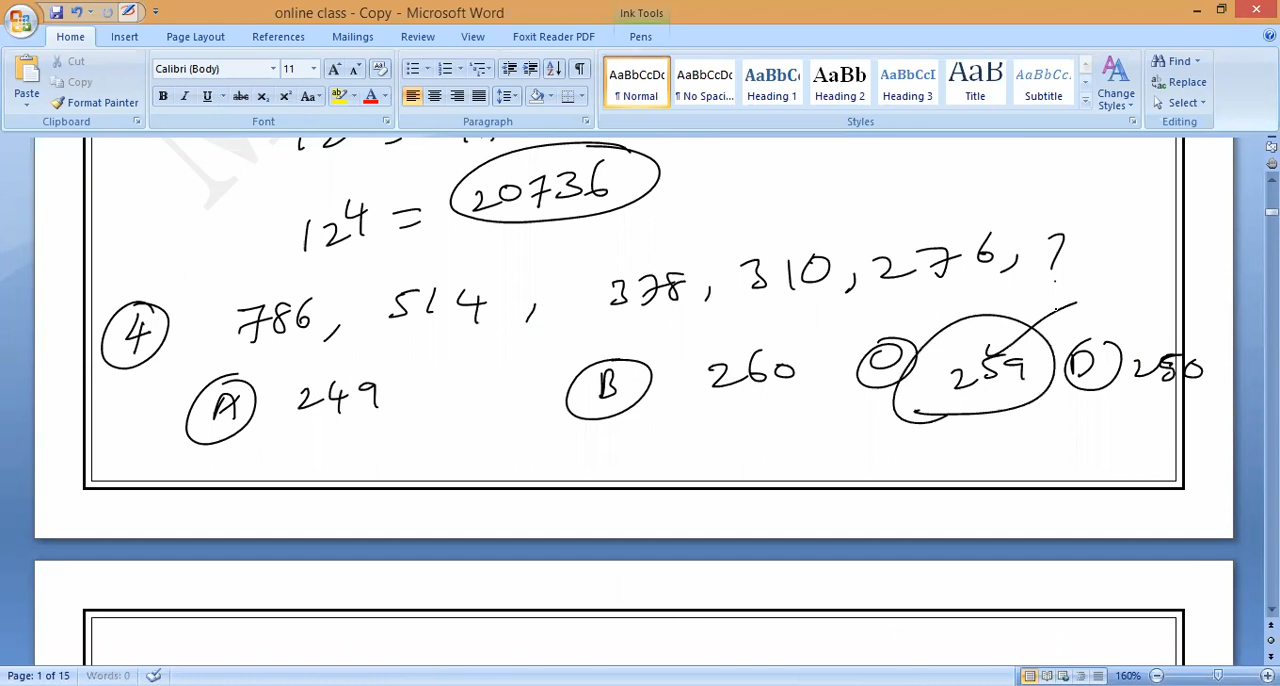 online class - Copy - Microsoft Word
Ink Tools
Home Insert Page Layout References Mailings Review View Foxit Reader PDF Pens
Paste
Cut
Copy
Format Painter
Clipboard
Calibri (Body) 11
Font
Paragraph
AaBbCcDc AaBbCcDc AaBbC AaBb AaBbCcI AaB AaBbCc.
¶ Normal ¶ No Spaci... Heading 1 Heading 2 Heading 3 Title Subtitle
Change Styles
Styles
Find
Replace
Select
Editing
12⁴ = 20736
4 786, 514, 378, 310, 276, ?
A 249 B 260 C 259 D 250
Page: 1 of 15 Words: 0 160%